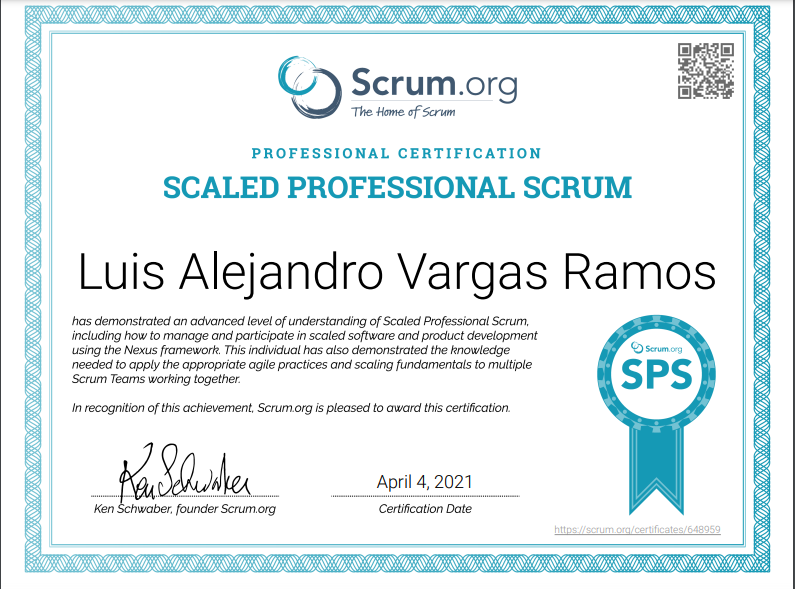 Scrum.org
The Home of Scrum
PROFESSIONAL CERTIFICATION
SCALED PROFESSIONAL SCRUM
Luis Alejandro Vargas Ramos
has demonstrated an advanced level of understanding of Scaled Professional Scrum,
including how to manage and participate in scaled software and product development
using the Nexus framework. This individual has also demonstrated the knowledge
needed to apply the appropriate agile practices and scaling fundamentals to multiple
Scrum Teams working together.
In recognition of this achievement, Scrum.org is pleased to award this certification.
Scrum.org
SPS
Ken Schwaber
April 4, 2021
Ken Schwaber, founder Scrum.org
Certification Date
https://scrum.org/certificates/648959